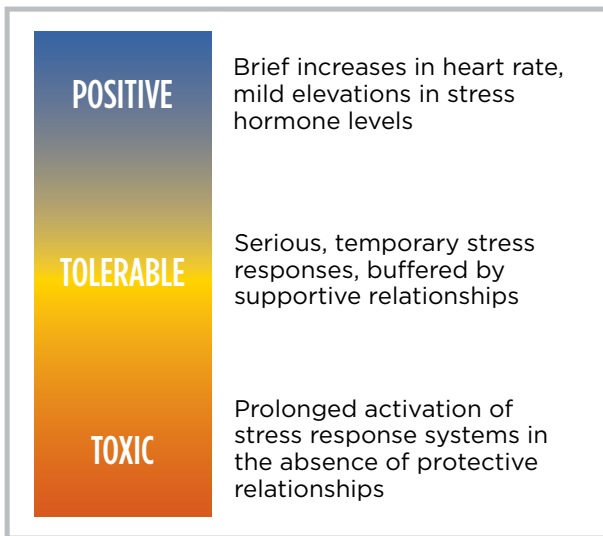 POSITIVE
Brief increases in heart rate,
mild elevations in stress
hormone levels
TOLERABLE
Serious, temporary stress
responses, buffered by
supportive relationships
TOXIC
Prolonged activation of
stress response systems in
the absence of protective
relationships